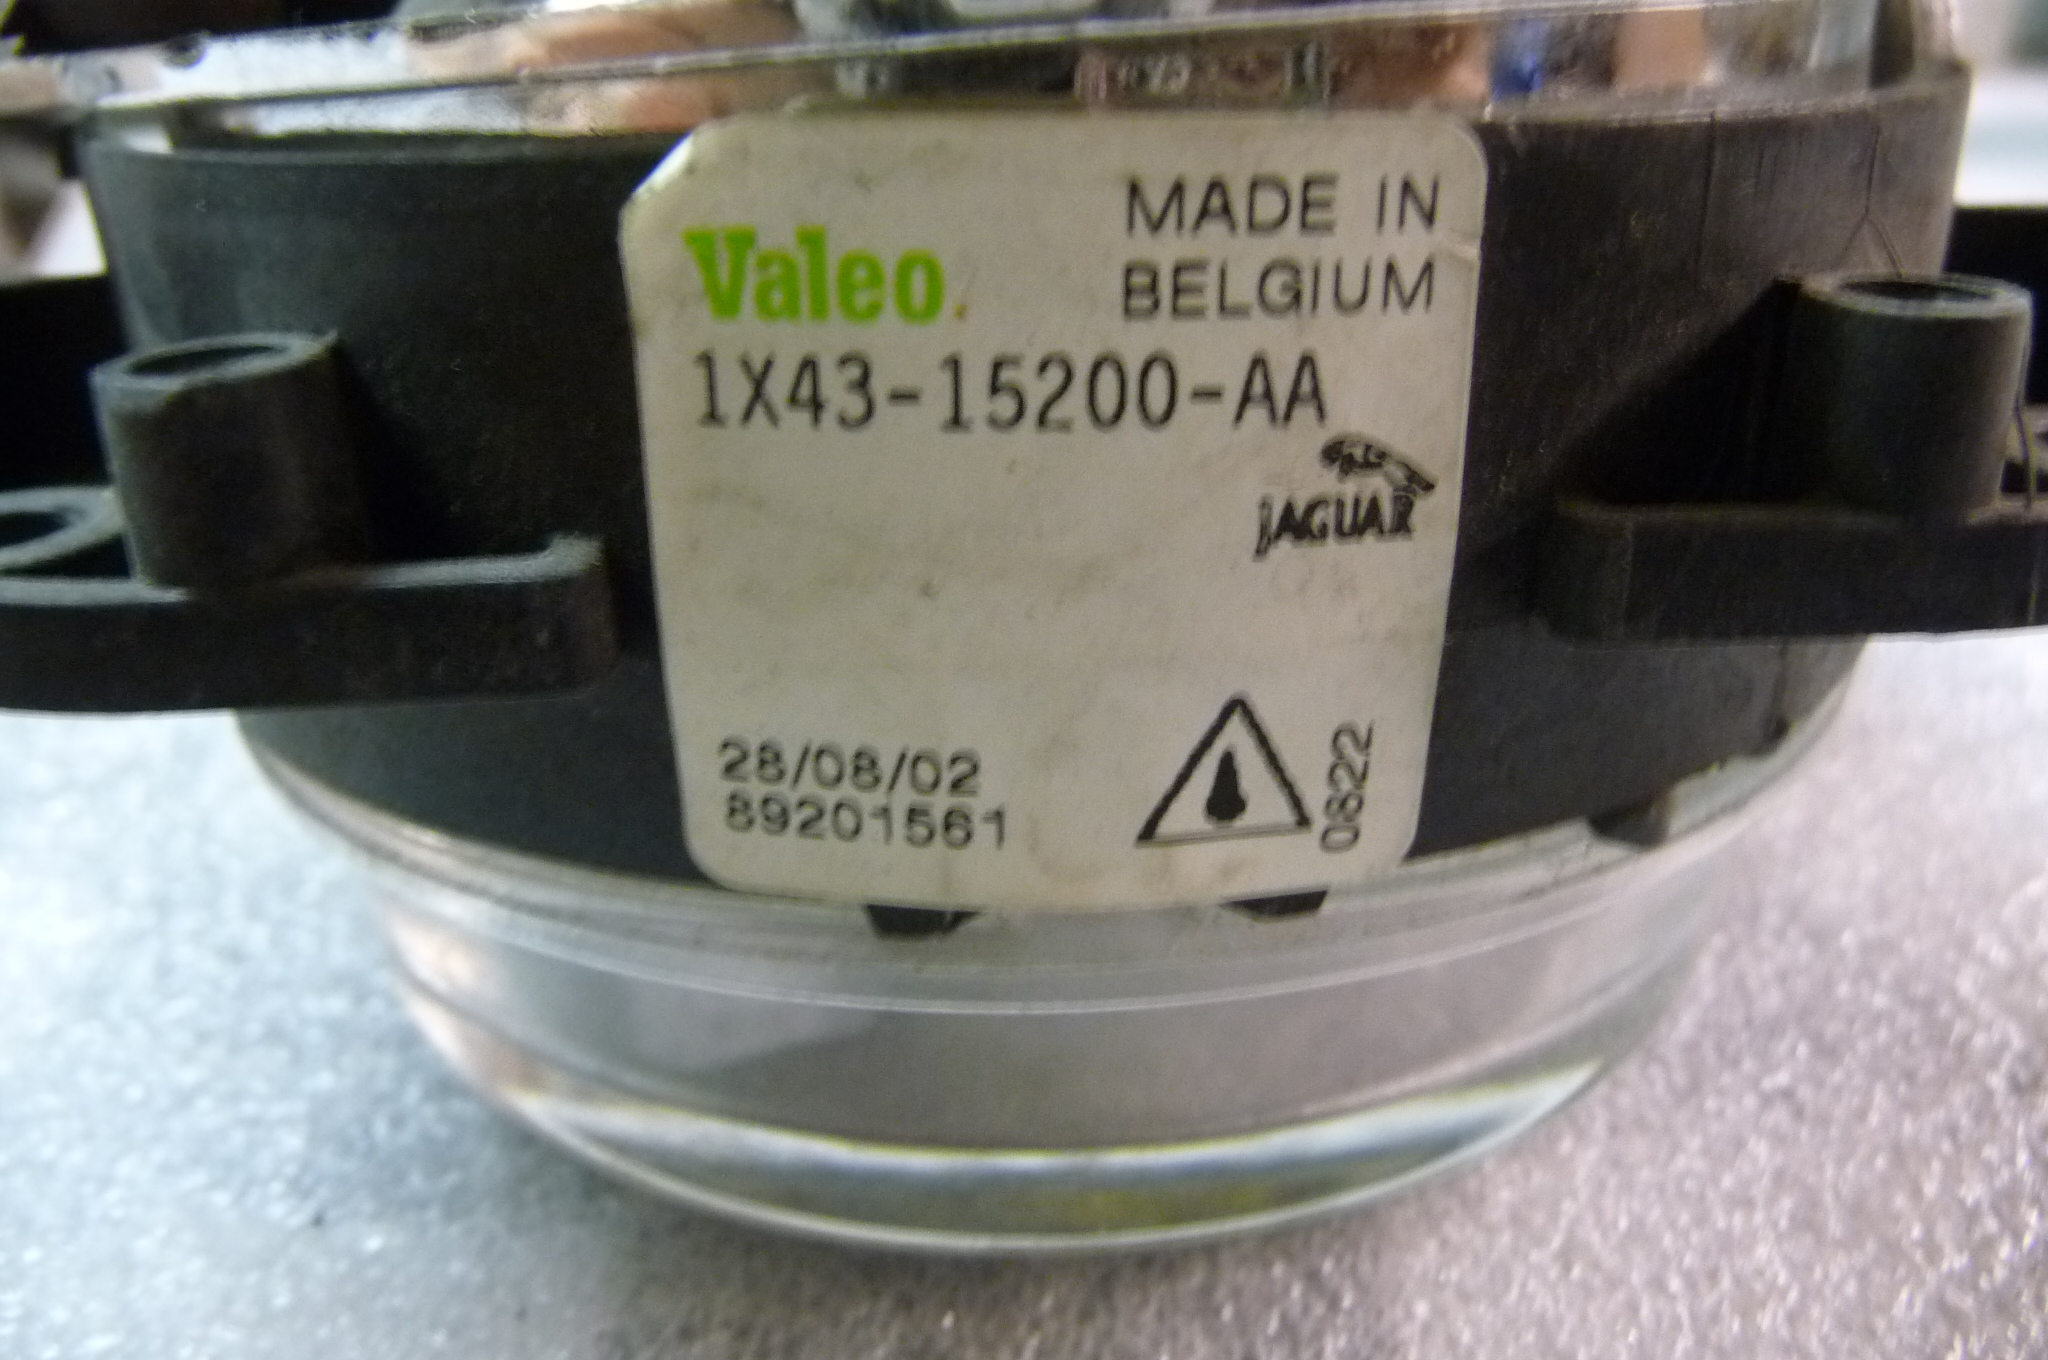 Valeo
MADE IN
BELGIUM
1X43-15200-AA
JAGUAR
28/08/02
89201561
0822